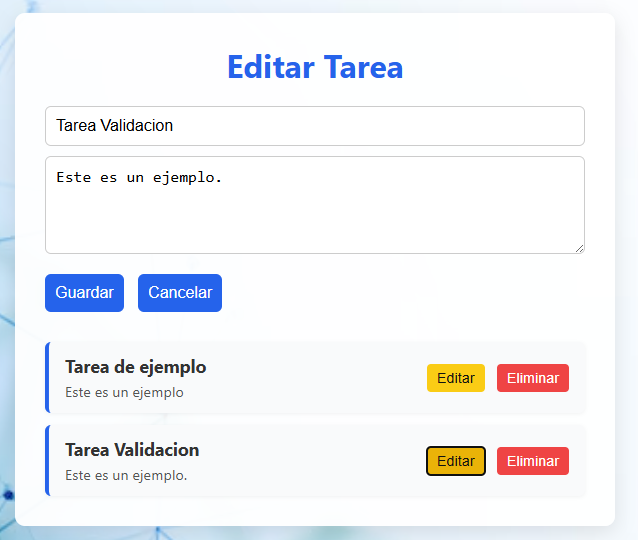 Editar Tarea
Tarea Validacion
Este es un ejemplo.
Guardar Cancelar
Tarea de ejemplo
Este es un ejemplo
Editar Eliminar
Tarea Validacion
Este es un ejemplo.
Editar Eliminar